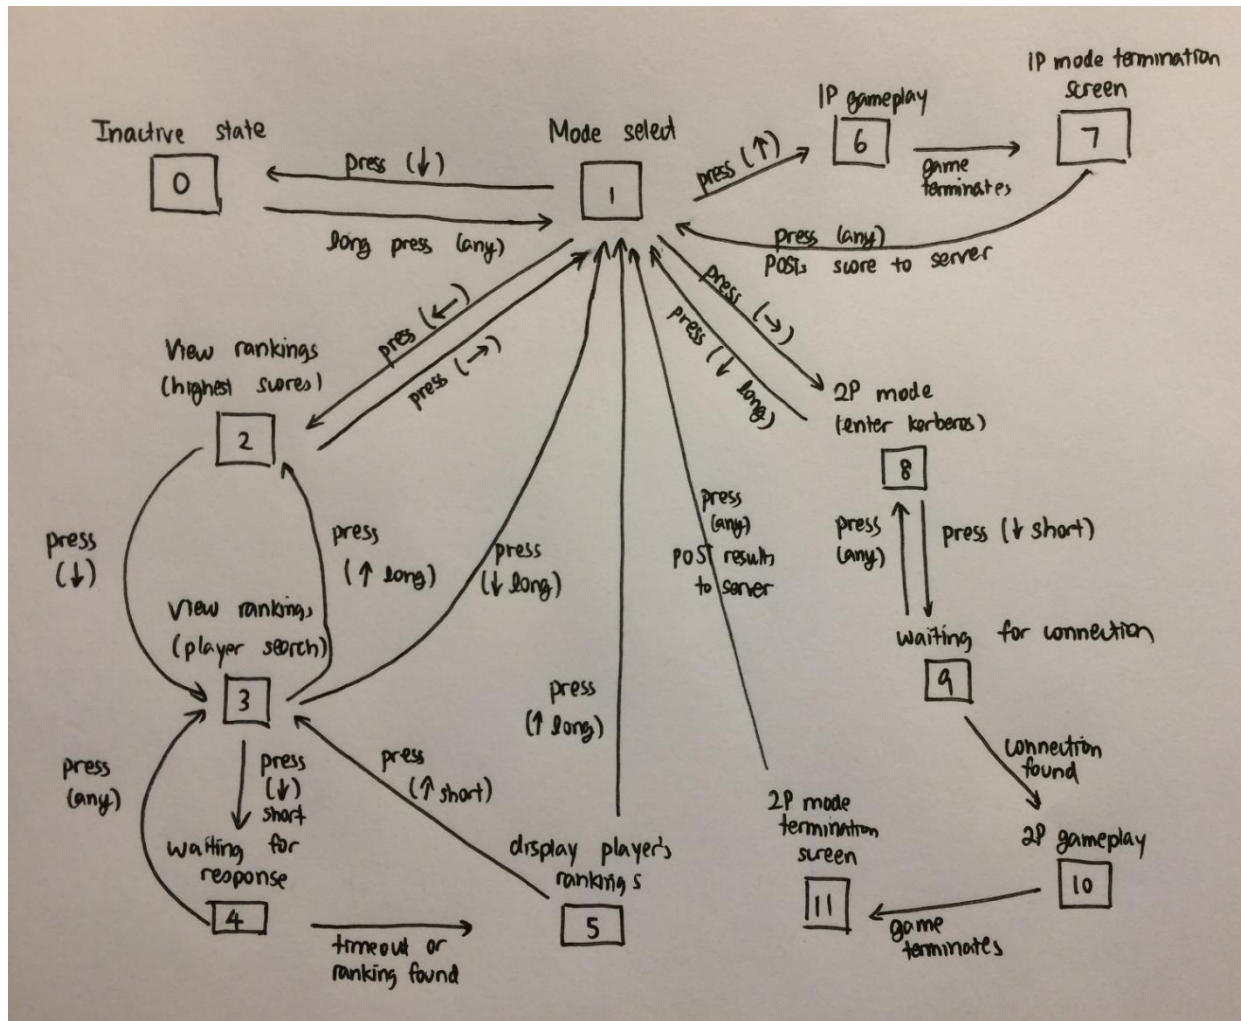 Inactive state
0
press (↓)
long press (any)
Mode select
1
press (↑)
1P gameplay
6
game
terminates
1P mode termination
screen
7
press (any)
POSTs score to server
press (←)
press (→)
View rankings
(highest scores)
2
press
(↓)
press
(↑ long)
View rankings
(player search)
3
press
(↓ long)
press
(any)
press
(↓)
short
waiting for
response
4
timeout or
ranking found
press
(↑ short)
display player's
rankings
5
press
(↑ long)
press
(any)
POST results
to server
press (→)
press (↓ long)
2P mode
(enter kerberos)
8
press
(any)
press (↓ short)
waiting for connection
9
connection
found
2P gameplay
10
game
terminates
2P mode
termination
screen
11